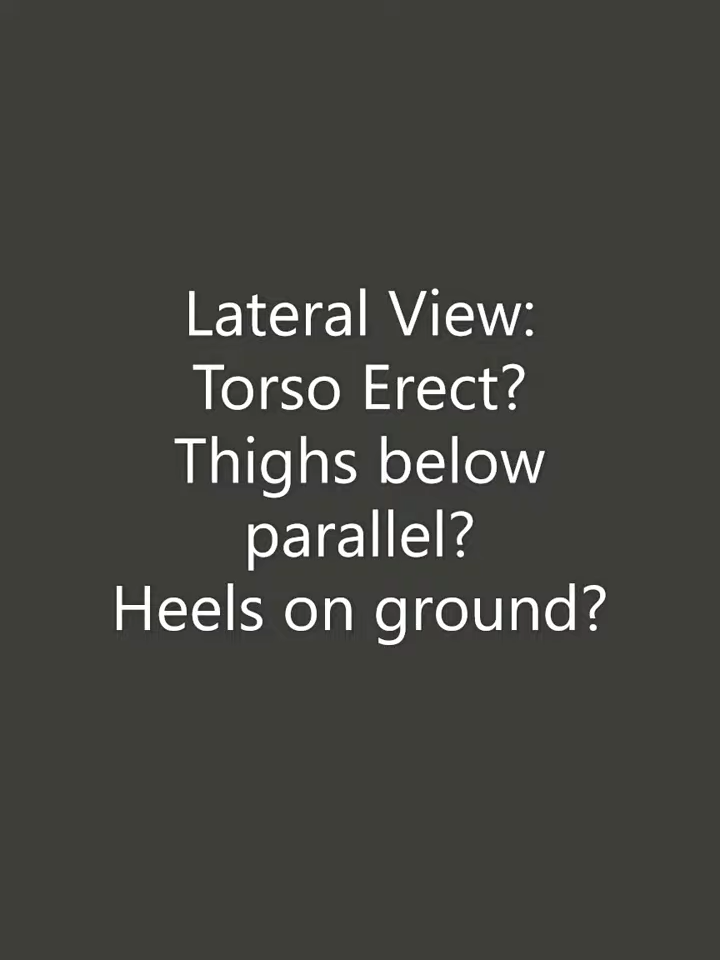 Lateral View:
Torso Erect?
Thighs below
parallel?
Heels on ground?